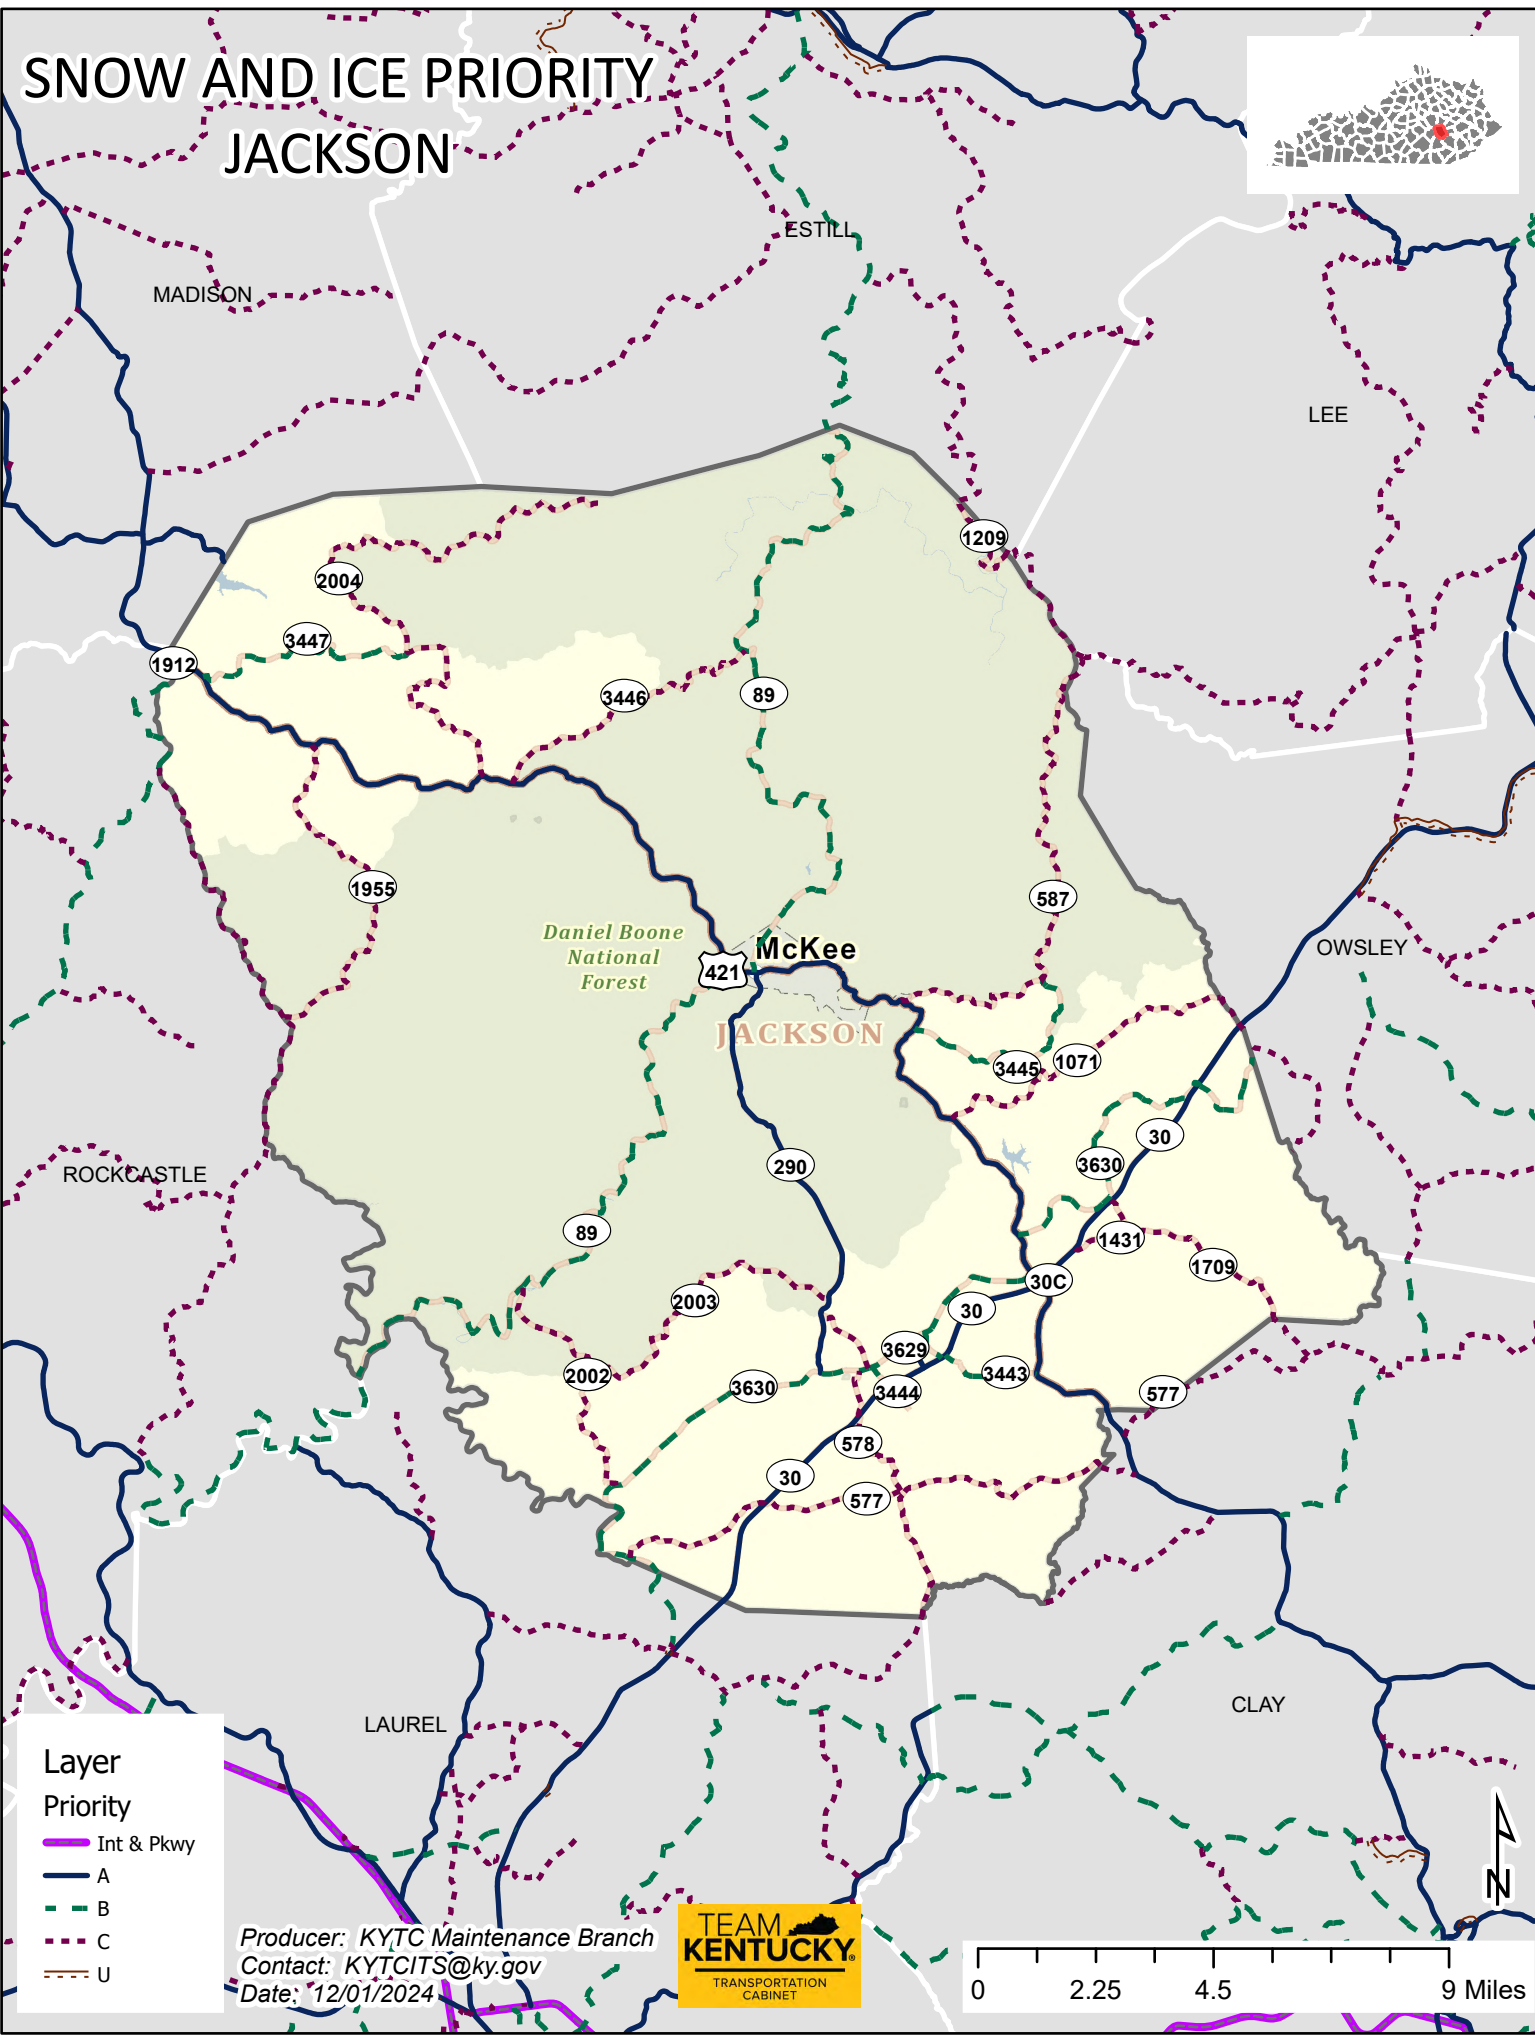 SNOW AND ICE PRIORITY
JACKSON
ESTILL
MADISON
LEE
1209
2004
3447
1912
3446
89
1955
587
OWSLEY
Daniel Boone
National
Forest
McKee
421
JACKSON
3445
1071
30
3630
290
ROCKCASTLE
89
1431
1709
30C
2003
30
3629
2002
3630
3444
3443
577
578
30
577
CLAY
LAUREL
Layer
Priority
Int & Pkwy
A
B
C
U
Producer: KYTC Maintenance Branch
Contact: KYTCITS@ky.gov
Date: 12/01/2024
TEAM
KENTUCKY®
TRANSPORTATION
CABINET
N
0 2.25 4.5 9 Miles